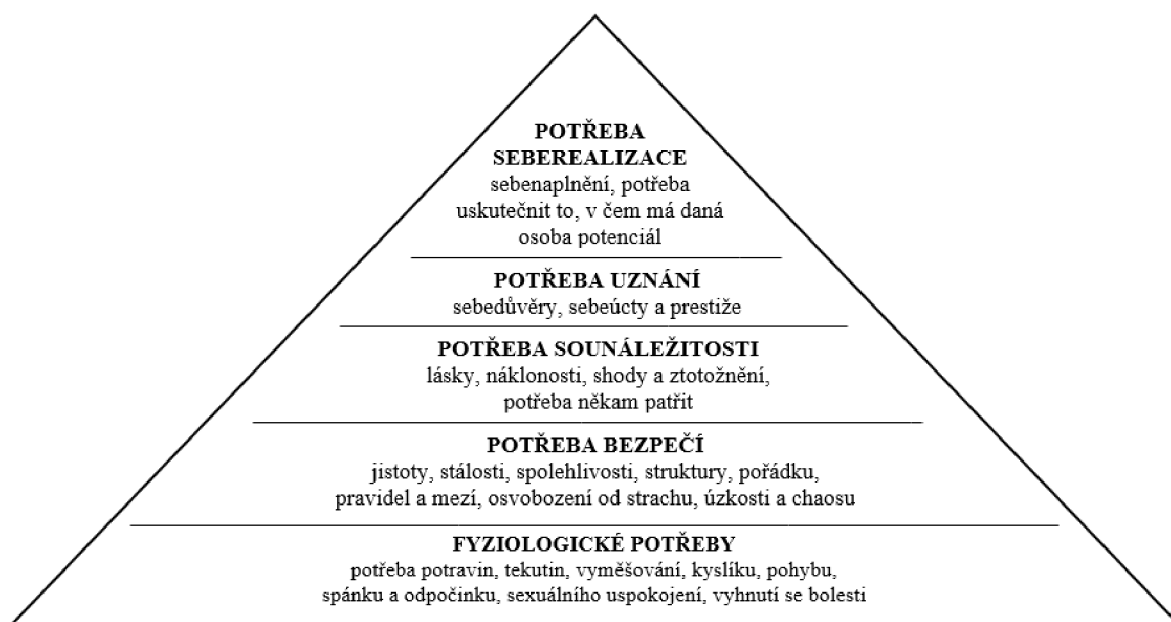 POTŘEBA
SEBEREALIZACE
sebenaplnění, potřeba
uskutečnit to, v čem má daná
osoba potenciál
POTŘEBA UZNÁNÍ
sebedůvěry, sebeúcty a prestiže
POTŘEBA SOUNÁLEŽITOSTI
lásky, náklonosti, shody a ztotožnění,
potřeba někam patřit
POTŘEBA BEZPEČÍ
jistoty, stálosti, spolehlivosti, struktury, pořádku,
pravidel a mezí, osvobození od strachu, úzkosti a chaosu
FYZIOLOGICKÉ POTŘEBY
potřeba potravin, tekutin, vyměšování, kyslíku, pohybu,
spánku a odpočinku, sexuálního uspokojení, vyhnutí se bolesti